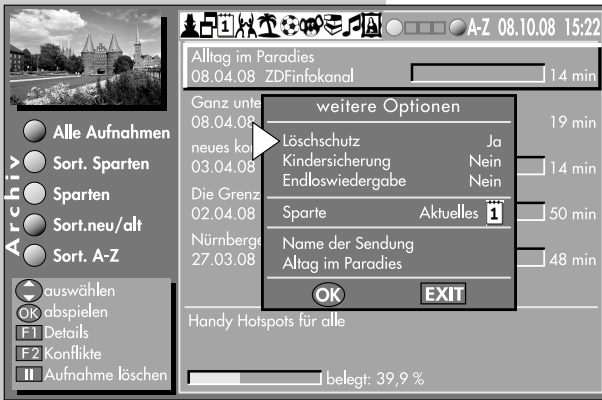 A-Z 08.10.08 15:22
Alltag im Paradies
08.04.08 ZDFinfokanal 14 min
Ganz unte
08.04.08 19 min
neues kor
03.04.08 14 min
Die Grenz
02.04.08 50 min
Nürnberge
27.03.08 48 min
Handy Hotspots für alle
belegt: 39,9 %
weitere Optionen
Löschschutz Ja
Kindersicherung Nein
Endloswiedergabe Nein
Sparte Aktuelles 1
Name der Sendung
Altag im Paradies
OK EXIT
Archiv
Alle Aufnahmen
Sort. Sparten
Sparten
Sort.neu/alt
Sort. A-Z
auswählen
OK abspielen
F1 Details
F2 Konflikte
Aufnahme löschen